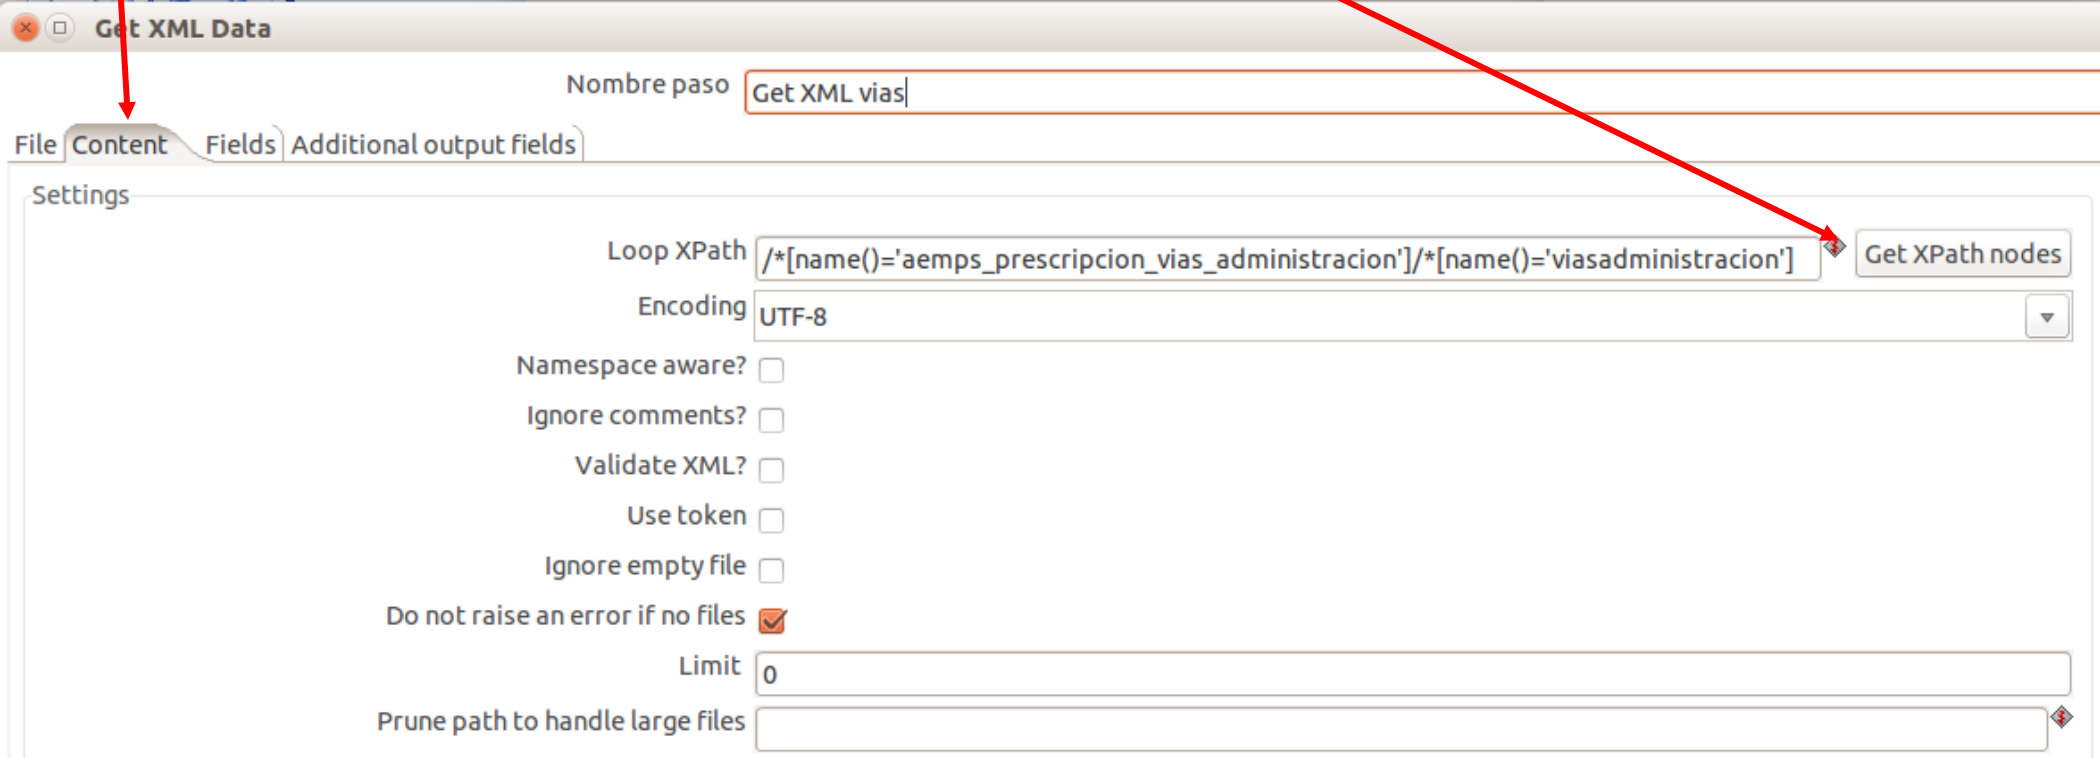 Get XML Data
Nombre paso Get XML vias
File Content Fields Additional output fields
Settings
Loop XPath /*[name()='aemps_prescripcion_vias_administracion']/*[name()='viasadministracion'] Get XPath nodes
Encoding UTF-8
Namespace aware?
Ignore comments?
Validate XML?
Use token
Ignore empty file
Do not raise an error if no files
Limit 0
Prune path to handle large files